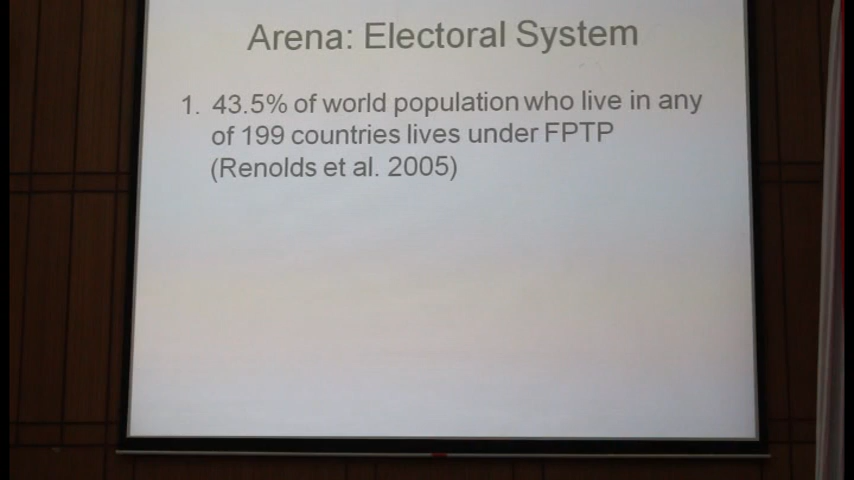 Arena: Electoral System
1. 43.5% of world population who live in any
of 199 countries lives under FPTP
(Renolds et al. 2005)